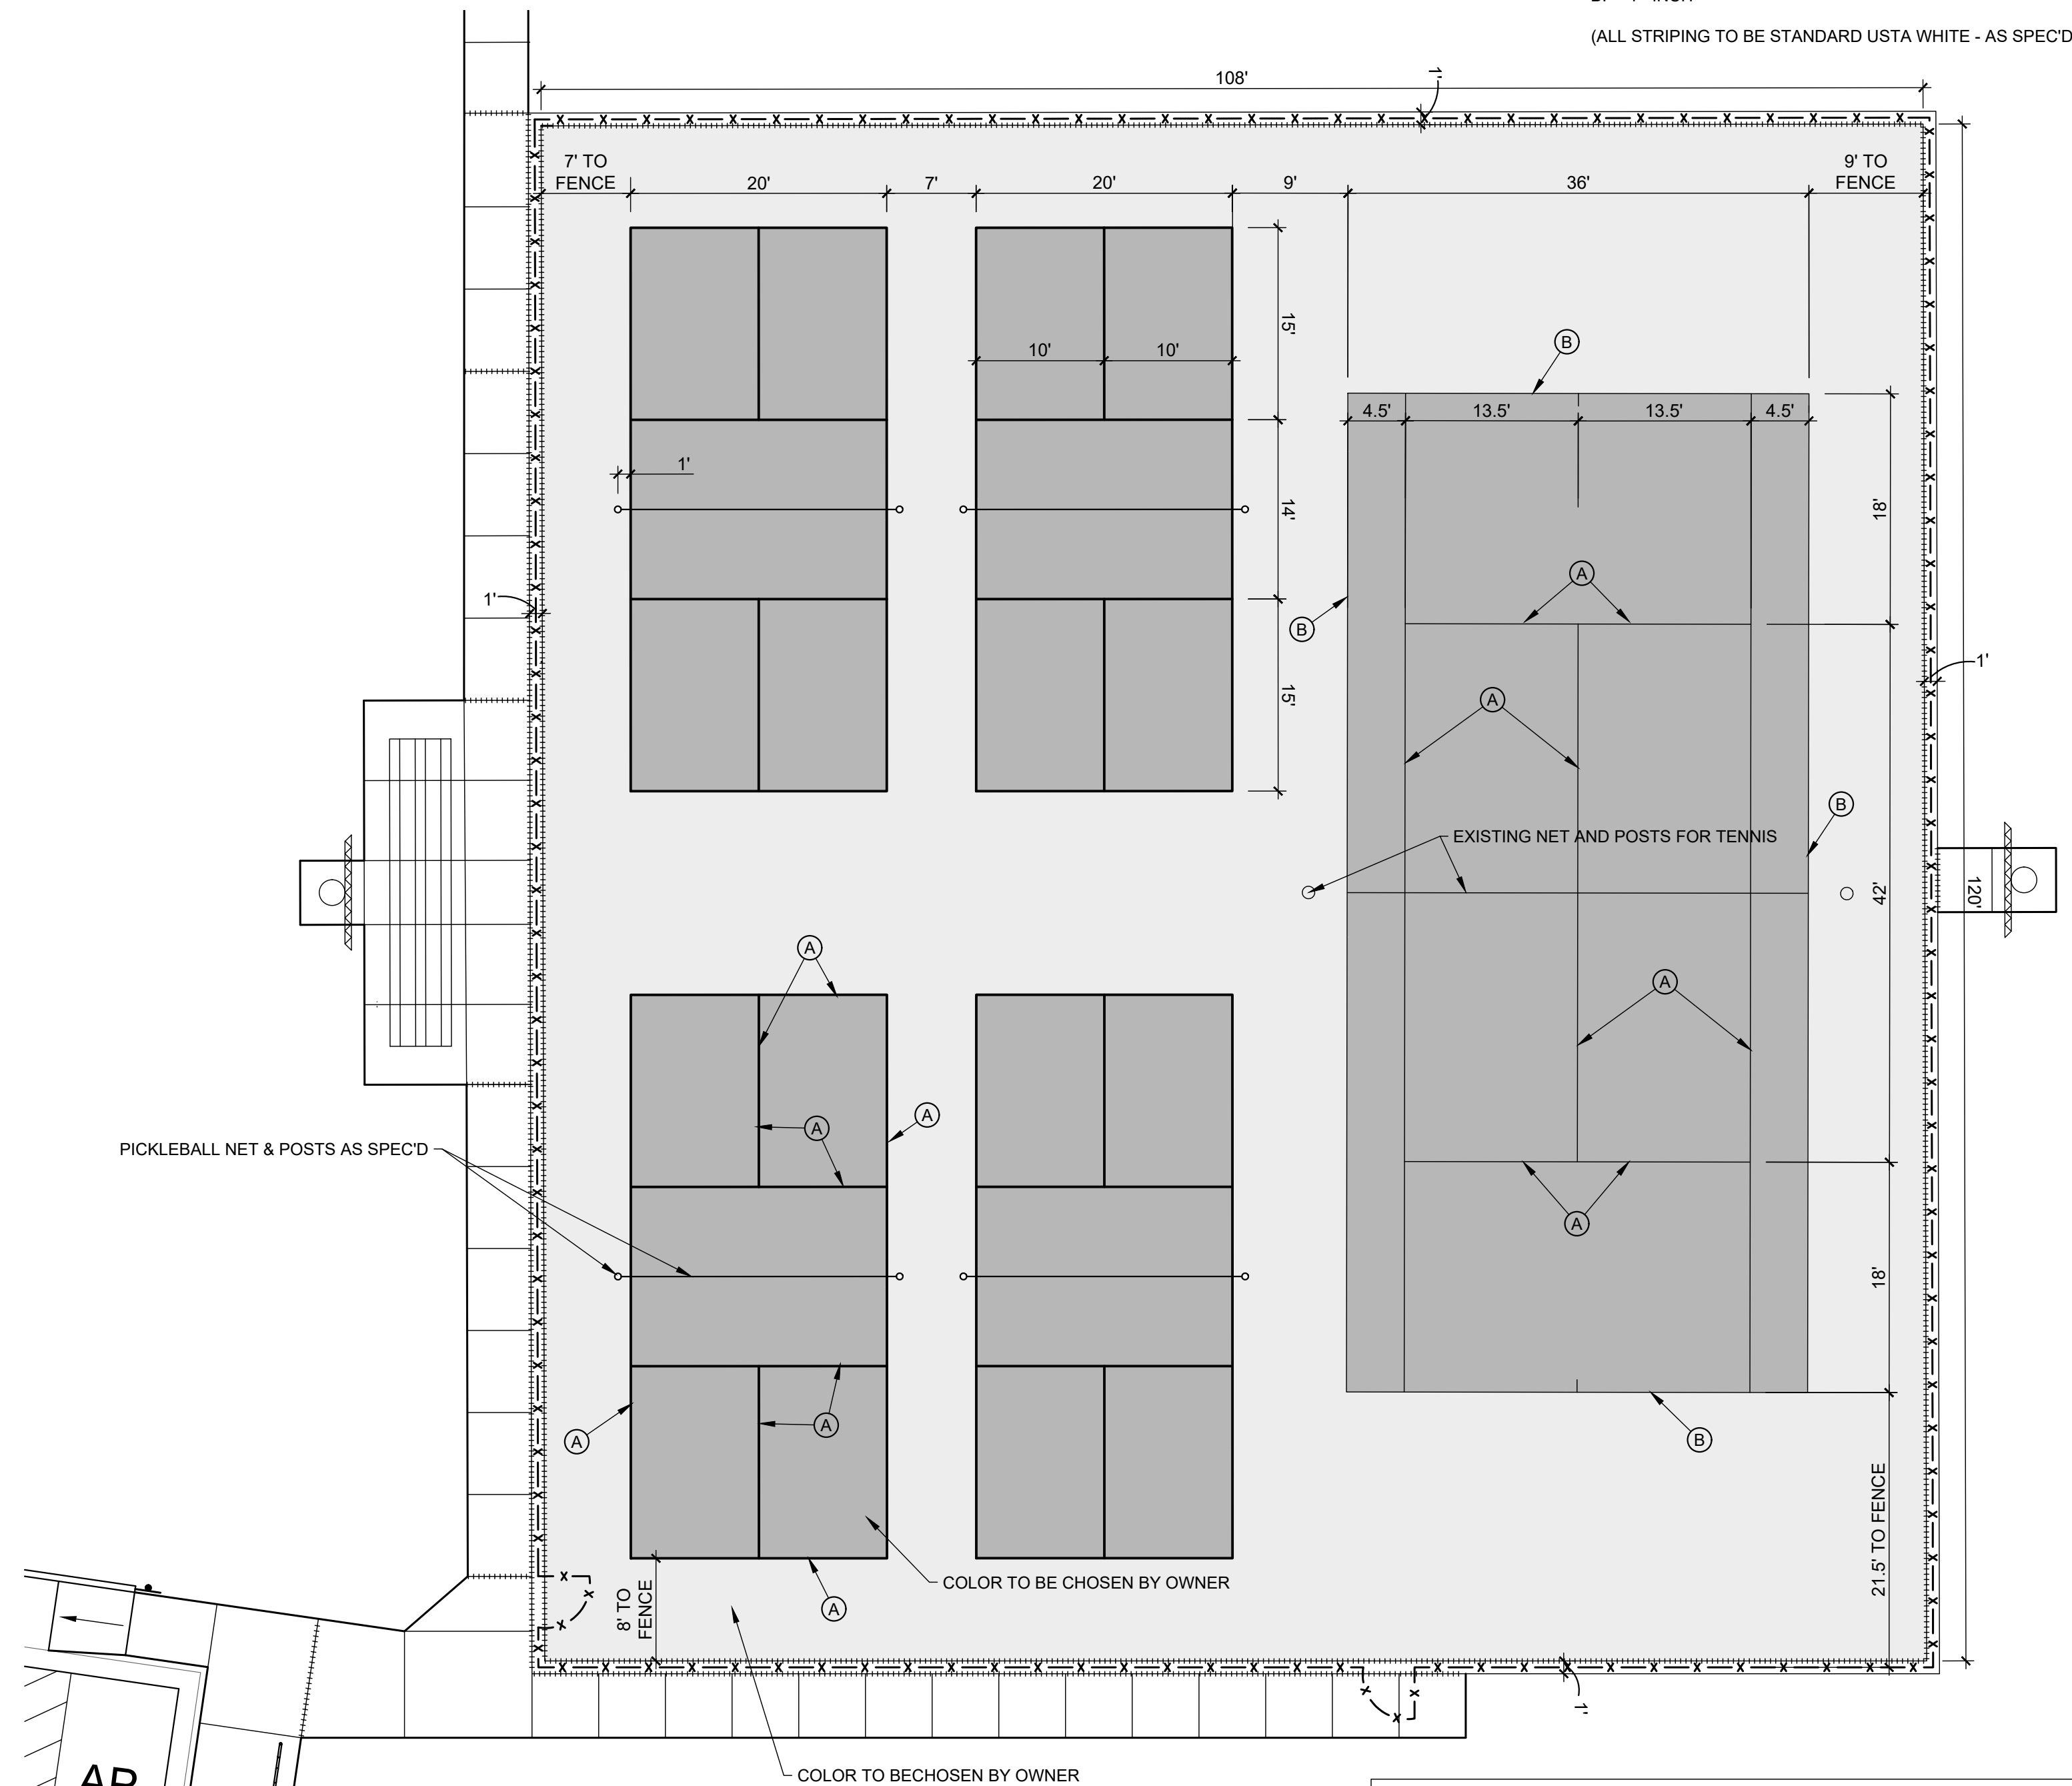 (ALL STRIPING TO BE STANDARD USTA WHITE - AS SPEC'D
108'
1'
7' TO
FENCE
20'
7'
20'
9'
36'
9' TO
FENCE
15'
10'
10'
B
4.5'
13.5'
13.5'
4.5'
1'
14'
18'
A
1'
B
1'
15'
A
B
EXISTING NET AND POSTS FOR TENNIS
42'
120'
A
A
A
A
PICKLEBALL NET & POSTS AS SPEC'D
A
18'
A
A
B
21.5' TO FENCE
COLOR TO BE CHOSEN BY OWNER
8' TO
FENCE
A
1'
COLOR TO BECHOSEN BY OWNER